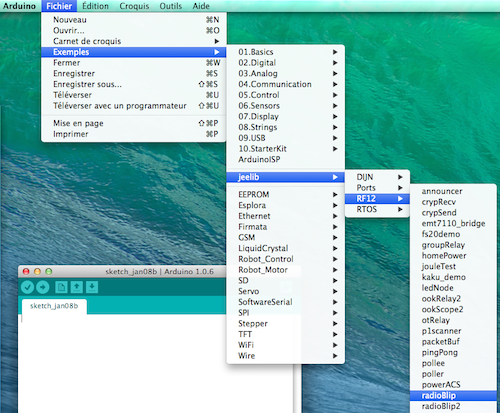 Arduino Fichier Édition Croquis Outils Aide
Nouveau ⌘N
Ouvrir... ⌘O
Carnet de croquis
Exemples
Fermer ⌘W
Enregistrer ⌘S
Enregistrer sous... ⇧⌘S
Téléverser ⌘U
Téléverser avec un programmateur ⇧⌘U
Mise en page ⇧⌘P
Imprimer ⌘P
01.Basics
02.Digital
03.Analog
04.Communication
05.Control
06.Sensors
07.Display
08.Strings
09.USB
10.StarterKit
ArduinoISP
jeelib
EEPROM
Esplora
Ethernet
Firmata
GSM
LiquidCrystal
Robot_Control
Robot_Motor
SD
Servo
SoftwareSerial
SPI
Stepper
TFT
WiFi
Wire
DIJN
Ports
RF12
RTOS
announcer
crypRecv
crypSend
emt7110_bridge
fs20demo
groupRelay
homePower
jouleTest
kaku_demo
ledNode
ookRelay2
ookScope2
otRelay
p1scanner
packetBuf
pingPong
pollee
poller
powerACS
radioBlip
radioBlip2
sketch_jan08b | Arduino 1.0.6
sketch_jan08b